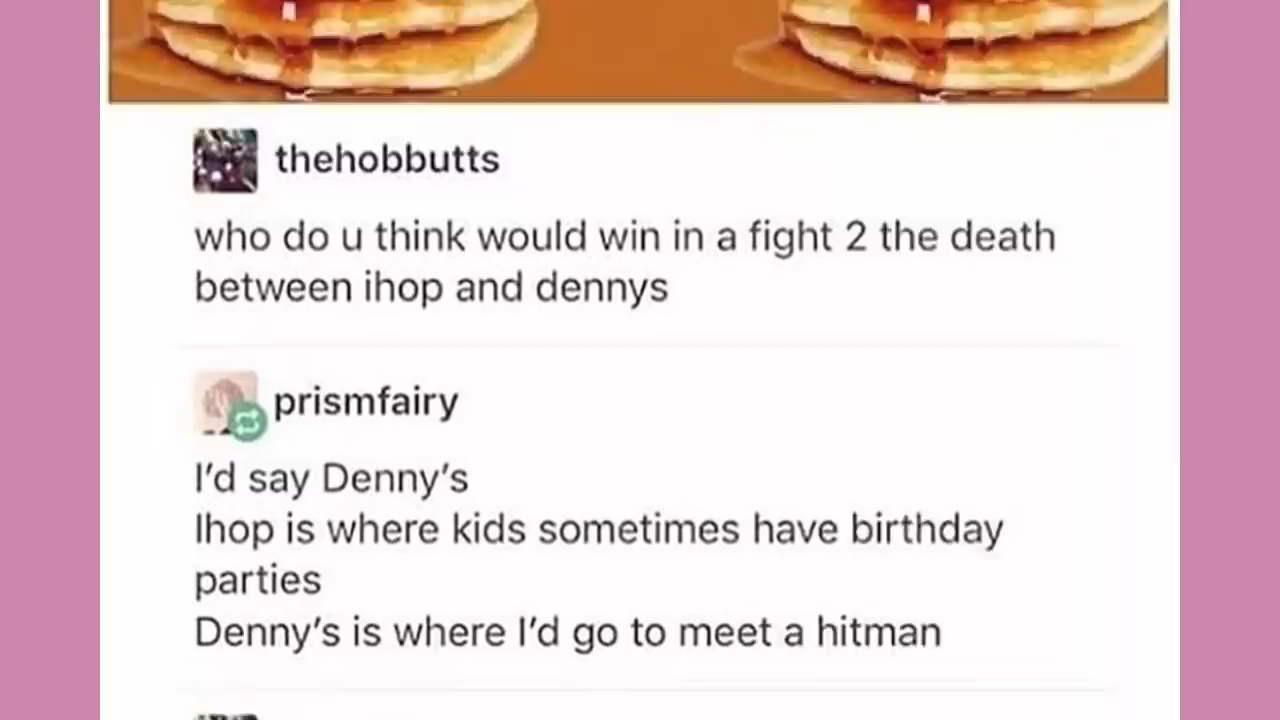 thehobbutts
who do u think would win in a fight 2 the death
between ihop and dennys
prismfairy
I'd say Denny's
Ihop is where kids sometimes have birthday
parties
Denny's is where I'd go to meet a hitman